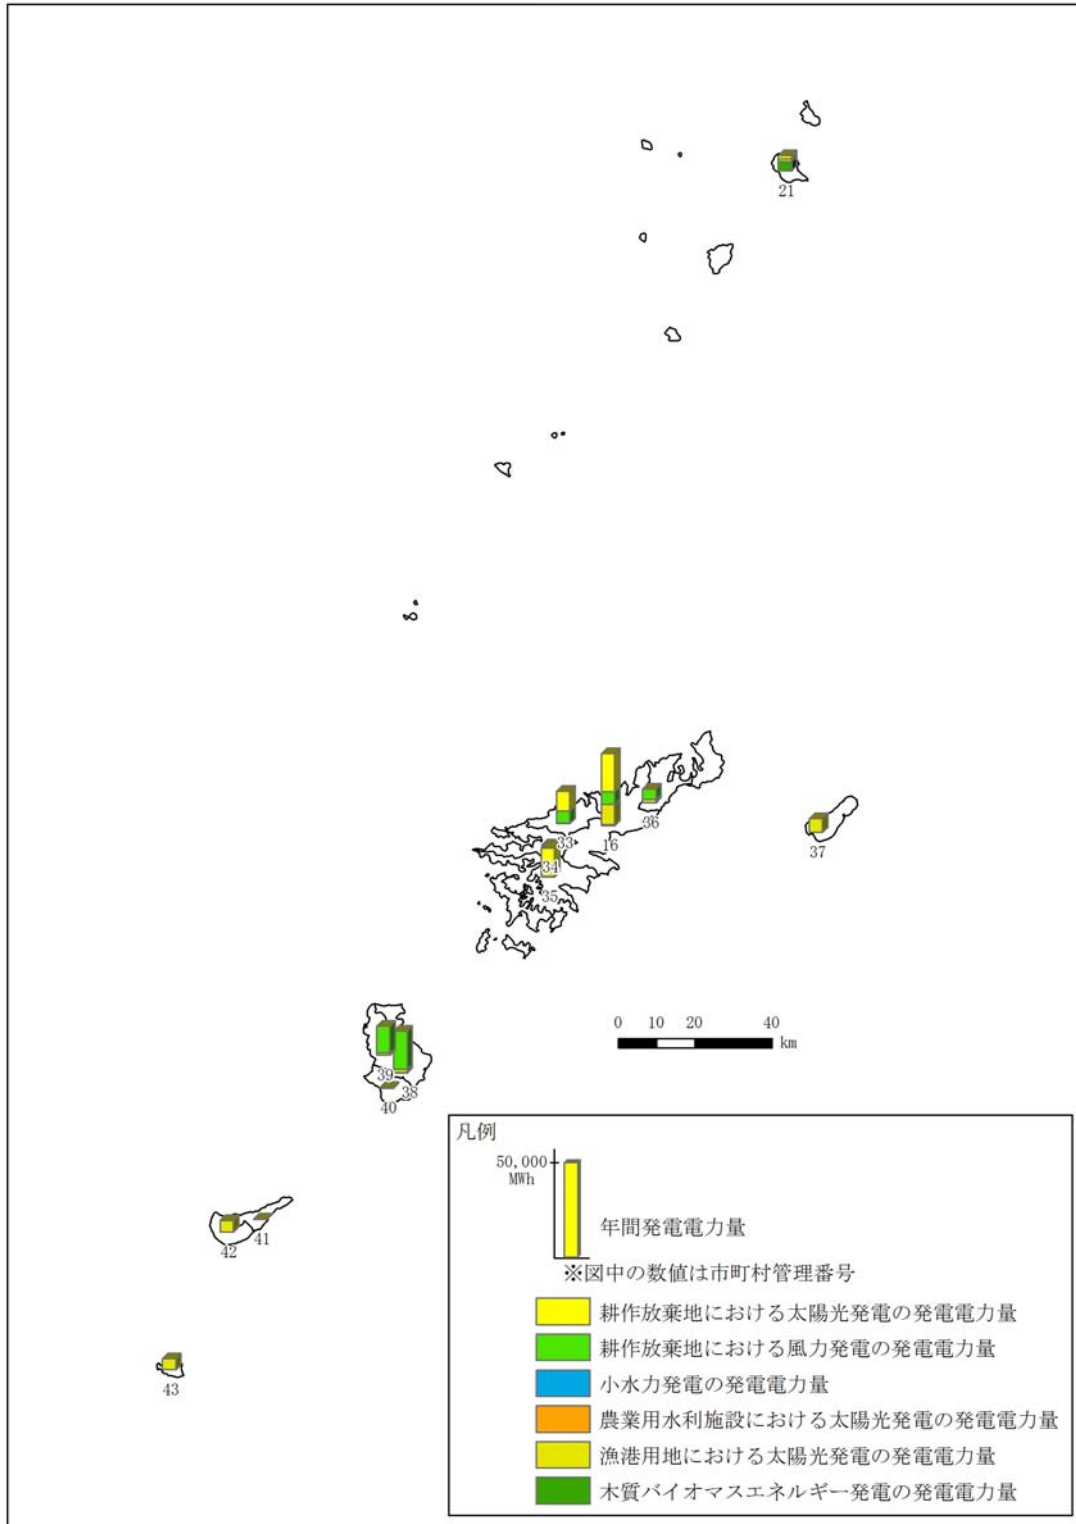 21
33
16
36
37
34
35
0 10 20 40
km
39
38
40
42
41
43
凡例
50,000
MWh
年間発電電力量
※図中の数値は市町村管理番号
耕作放棄地における太陽光発電の発電電力量
耕作放棄地における風力発電の発電電力量
小水力発電の発電電力量
農業用水利施設における太陽光発電の発電電力量
漁港用地における太陽光発電の発電電力量
木質バイオマスエネルギー発電の発電電力量